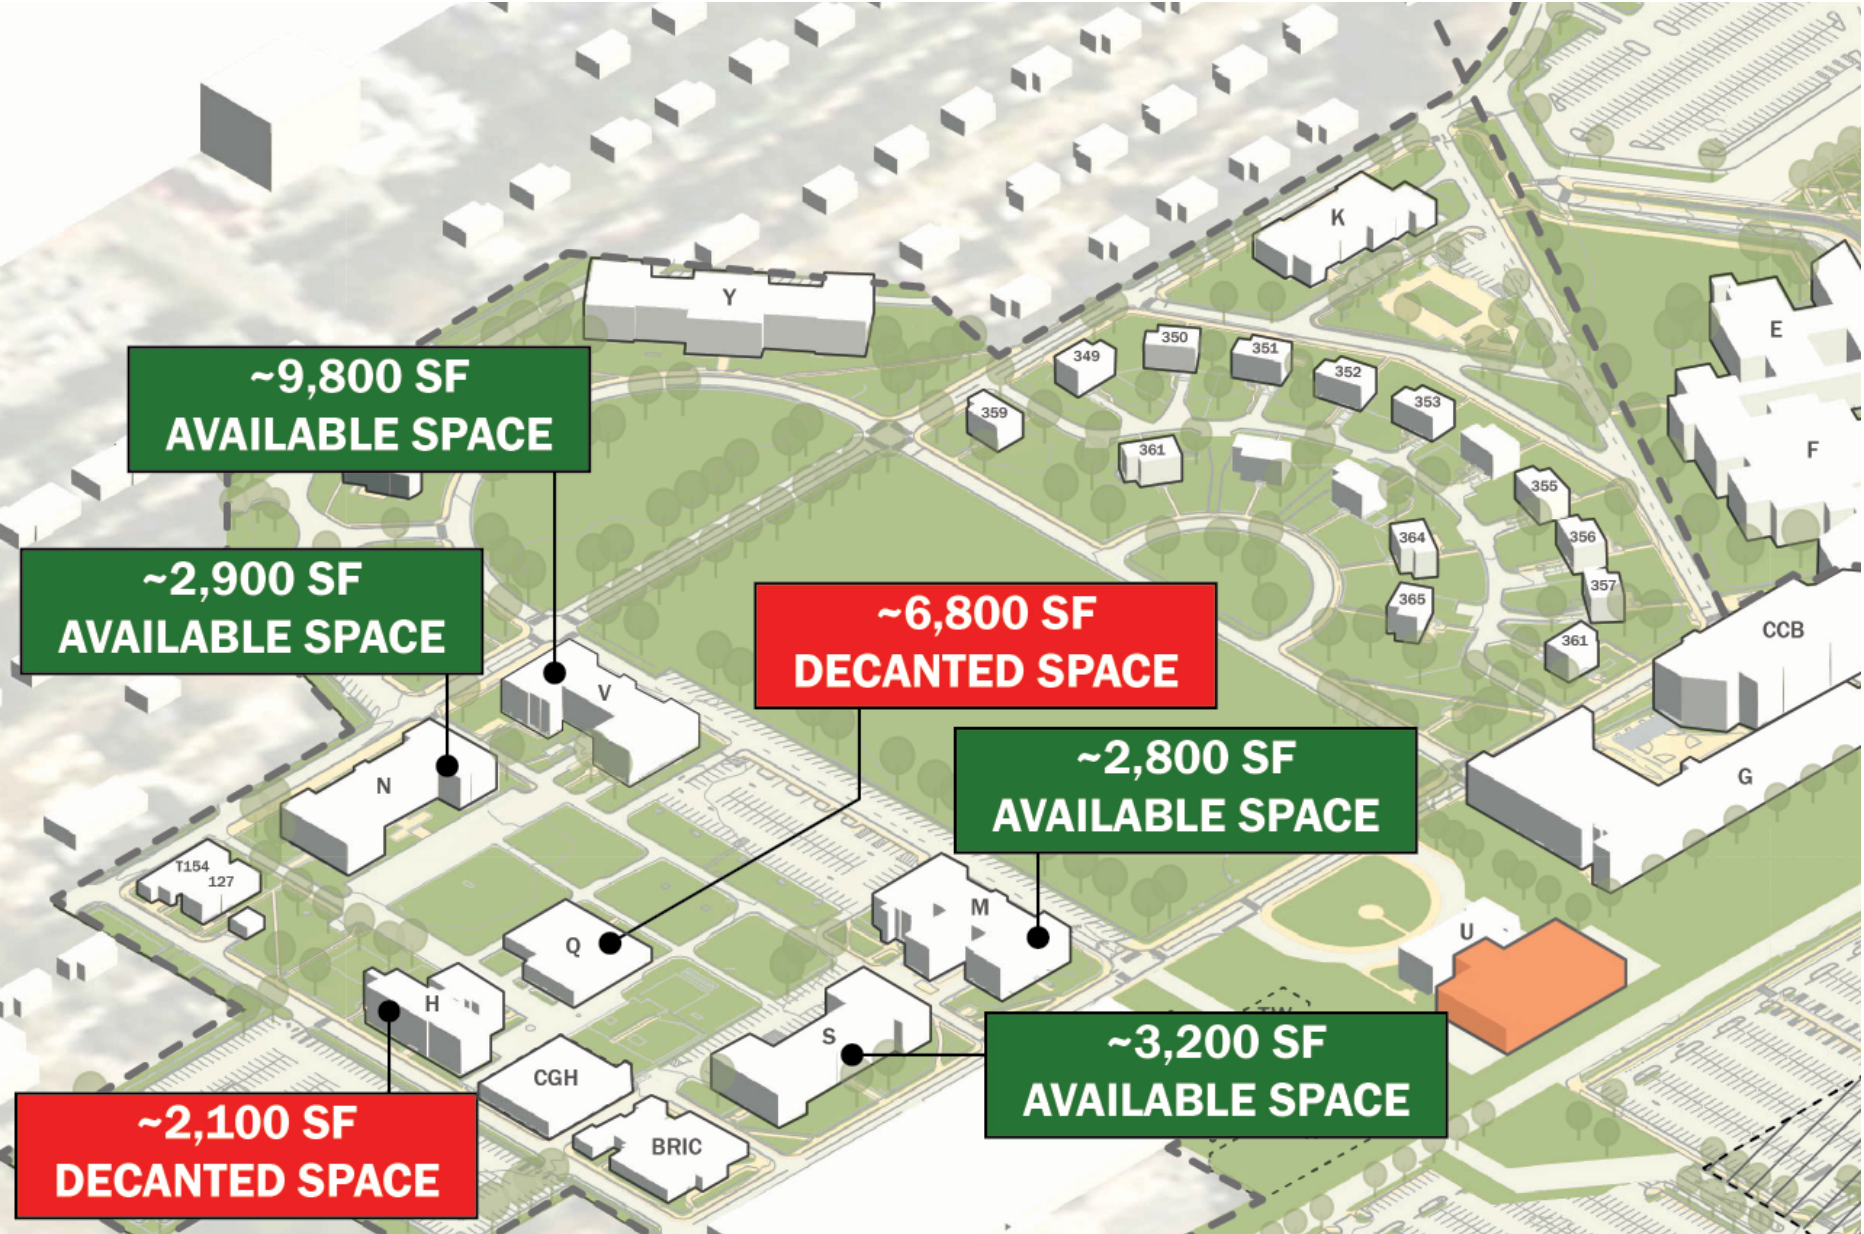 K
Y
E
349
350
351
352
353
359
361
F
~9,800 SF
AVAILABLE SPACE
355
364
356
357
365
361
CCB
~2,900 SF
AVAILABLE SPACE
~6,800 SF
DECANTED SPACE
V
N
~2,800 SF
AVAILABLE SPACE
G
T154
127
M
Q
U
H
TW
S
~3,200 SF
AVAILABLE SPACE
CGH
~2,100 SF
DECANTED SPACE
BRIC